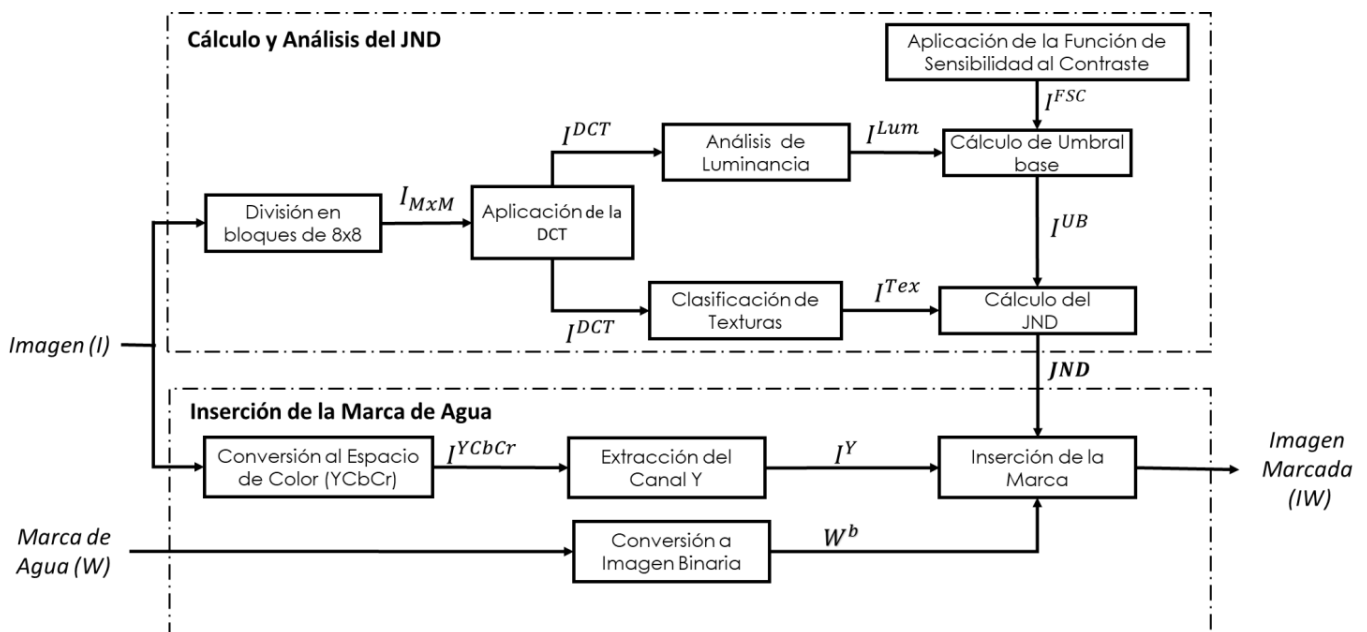 Cálculo y Análisis del JND
Aplicación de la Función de
Sensibilidad al Contraste
I^{FSC}
I^{DCT}
Análisis de
Luminancia
I^{Lum}
Cálculo de Umbral
base
División en
bloques de 8x8
I_{MxM}
Aplicación de la
DCT
I^{UB}
I^{DCT}
Clasificación de
Texturas
I^{Tex}
Cálculo del
JND
Imagen (I)
JND
Inserción de la Marca de Agua
Conversión al Espacio
de Color (YCbCr)
I^{YCbCr}
Extracción del
Canal Y
I^{Y}
Inserción de la
Marca
Imagen
Marcada
(IW)
Marca de
Agua (W)
Conversión a
Imagen Binaria
W^{b}